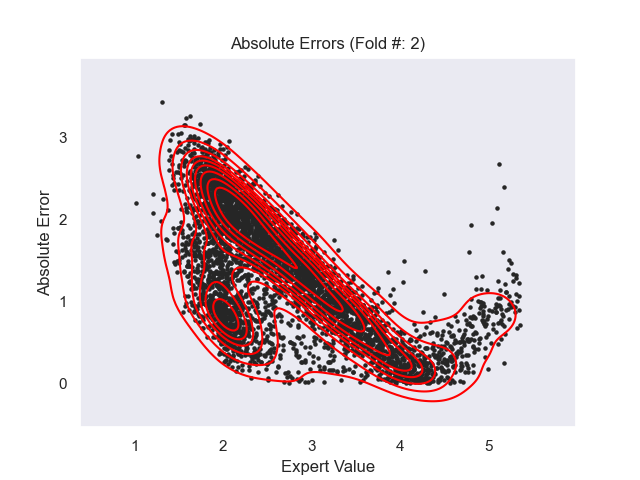 Absolute Errors (Fold #: 2)
3
2
1
0
Absolute Error
1 2 3 4 5
Expert Value